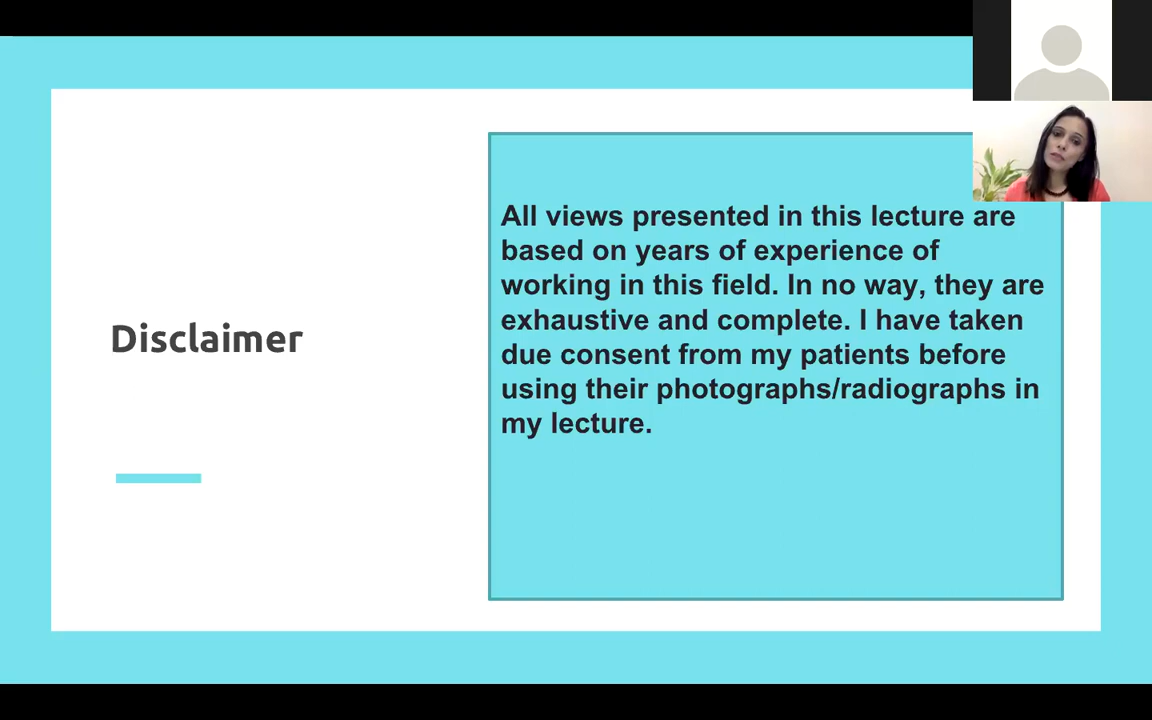 Disclaimer
All views presented in this lecture are
based on years of experience of
working in this field. In no way, they are
exhaustive and complete. I have taken
due consent from my patients before
using their photographs/radiographs in
my lecture.